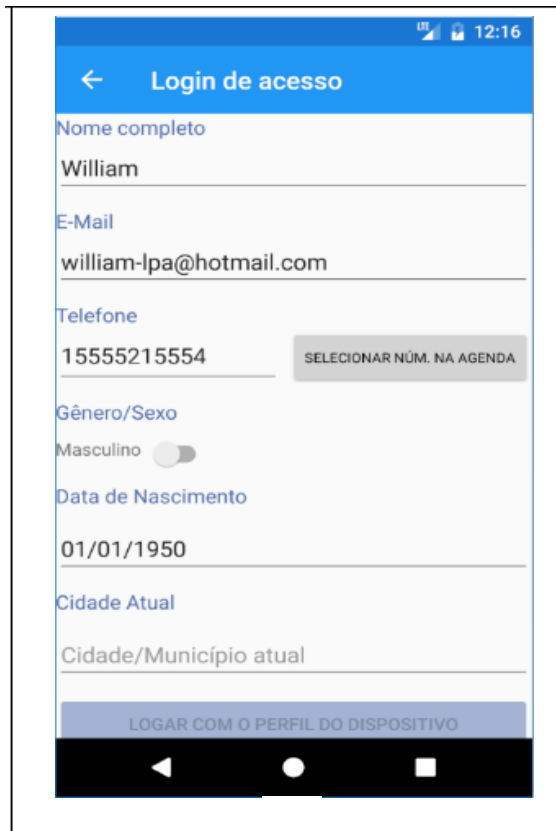 LTE 12:16
Login de acesso
Nome completo
William
E-Mail
william-lpa@hotmail.com
Telefone
15555215554 SELECIONAR NÚM. NA AGENDA
Gênero/Sexo
Masculino
Data de Nascimento
01/01/1950
Cidade Atual
Cidade/Município atual
LOGAR COM O PERFIL DO DISPOSITIVO